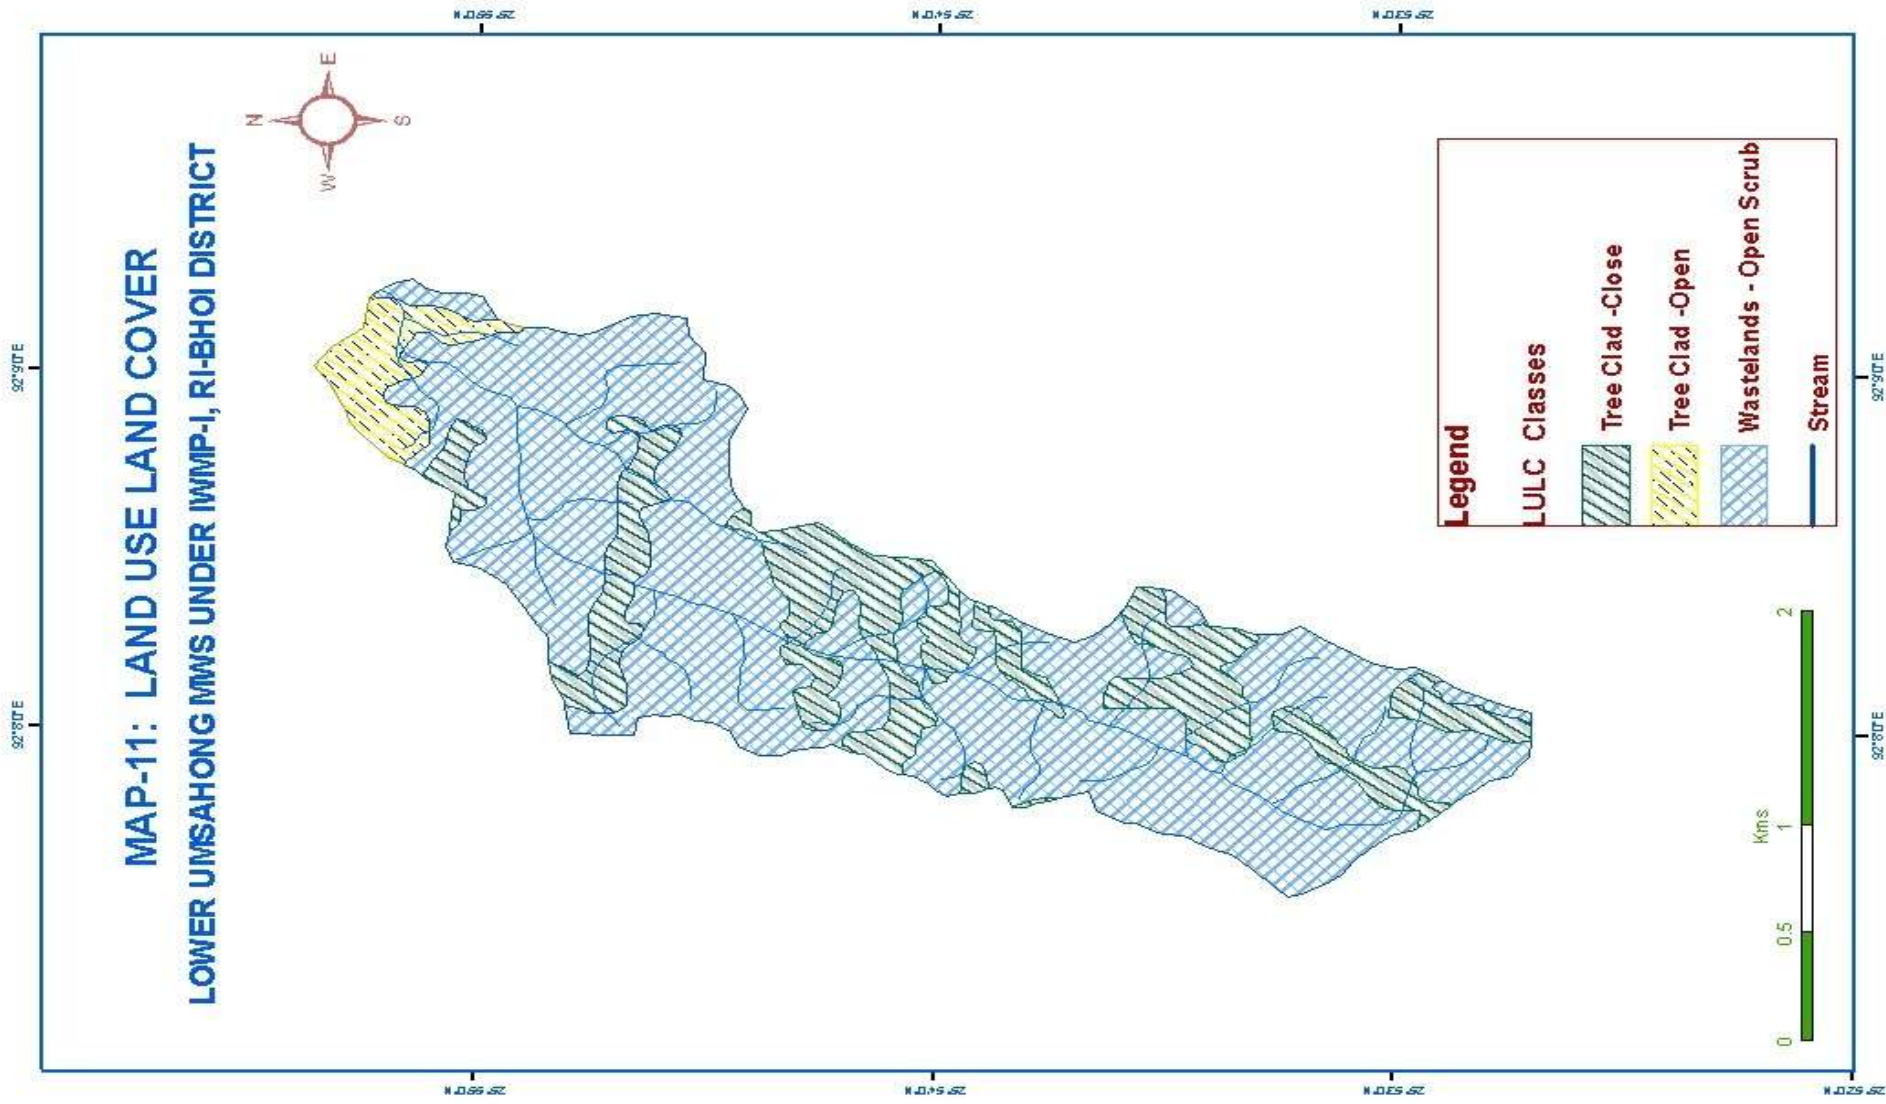 MAP-11: LAND USE LAND COVER
LOWER UMSAHONG MWS UNDER IWMP-I, RI-BHOI DISTRICT
N
W
E
S
92°9'0"E
92°8'0"E
92°9'0"E
92°8'0"E
Legend
LULC Classes
Tree Clad -Close
Tree Clad -Open
Wastelands - Open Scrub
Stream
Kms
0
0.5
1
2